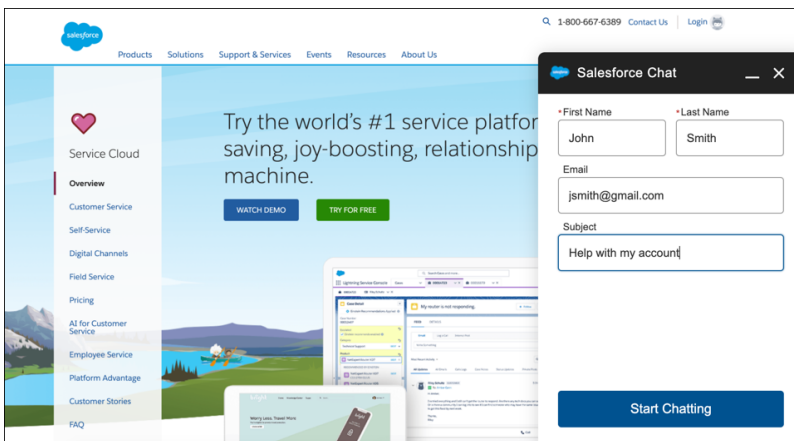 salesforce
1-800-667-6389 Contact Us Login
Products Solutions Support & Services Events Resources About Us
Service Cloud
Overview
Customer Service
Self-Service
Digital Channels
Field Service
Pricing
AI for Customer
Service
Employee Service
Platform Advantage
Customer Stories
FAQ
Try the world's #1 service platfor
saving, joy-boosting, relationship
machine.
WATCH DEMO TRY FOR FREE
My router is not responding.
Worry Less. Travel More
Salesforce Chat
*First Name *Last Name
John Smith
Email
jsmith@gmail.com
Subject
Help with my account
Start Chatting